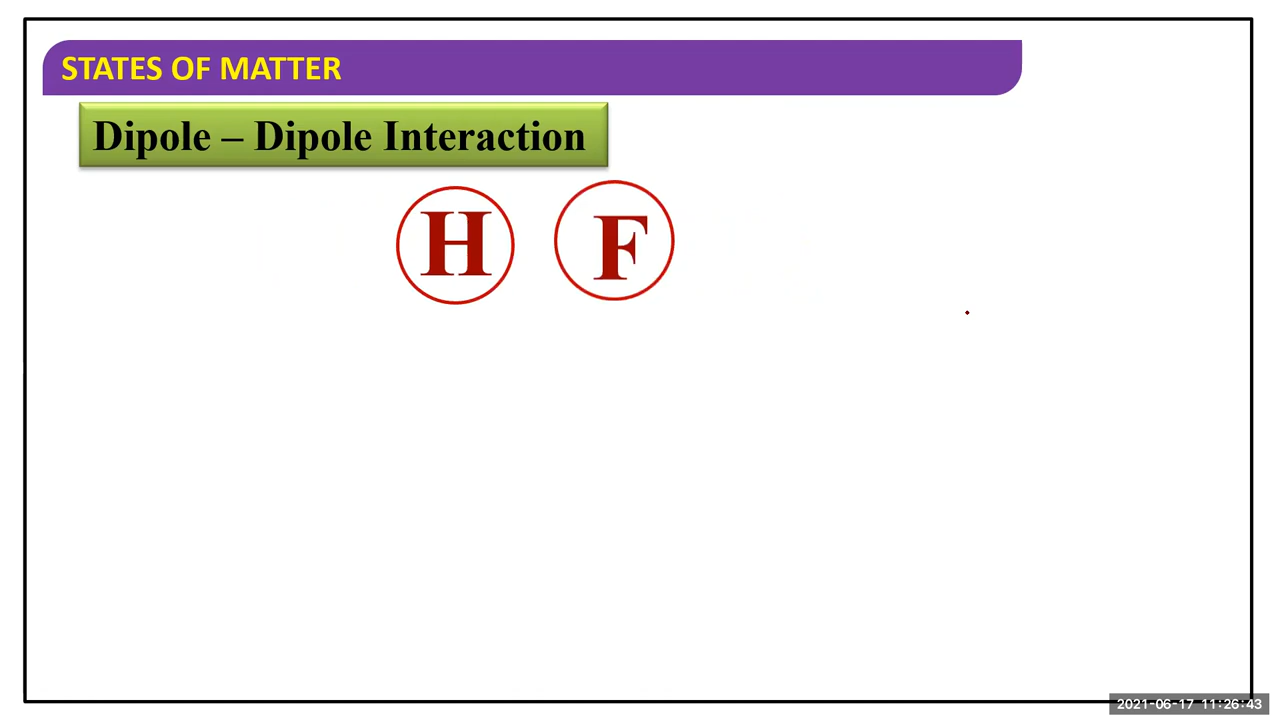 STATES OF MATTER
Dipole – Dipole Interaction
H F
2021-06-17 11:26:43